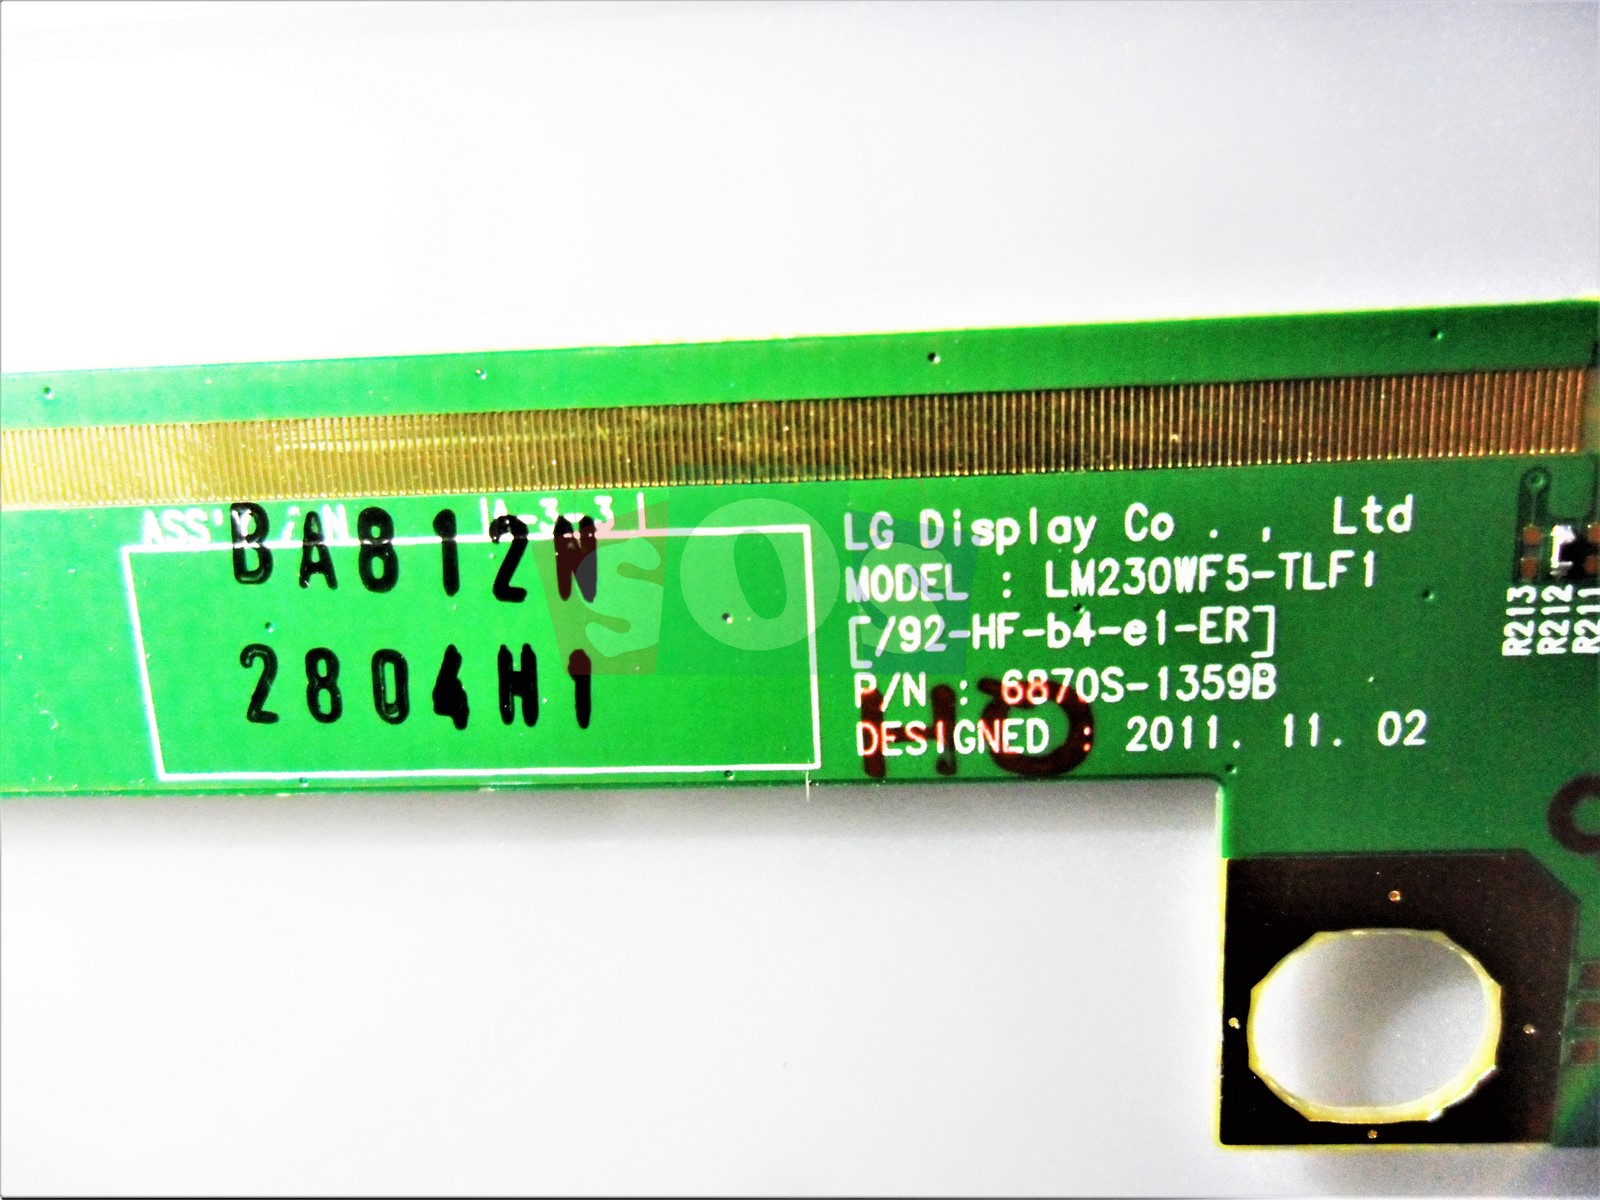 BA812N
2804H1
LG Display Co . , Ltd
MODEL : LM230WF5-TLF1
[/92-HF-b4-e1-ER]
P/N : 6870S-1359B
DESIGNED : 2011. 11. 02
R213
R212
R211
SOS